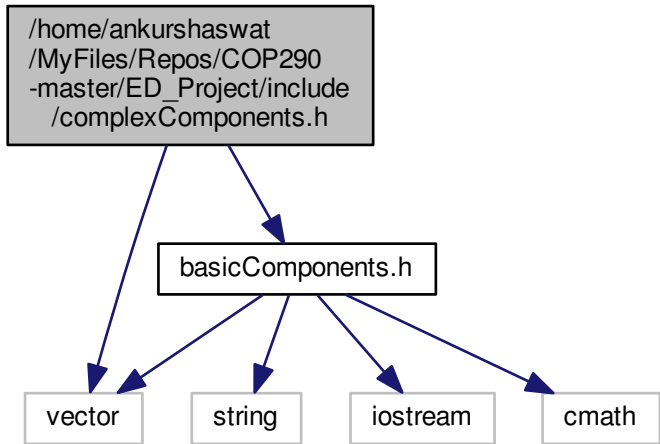 /home/ankurshaswat
/MyFiles/Repos/COP290
-master/ED_Project/include
/complexComponents.h
basicComponents.h
vector
string
iostream
cmath